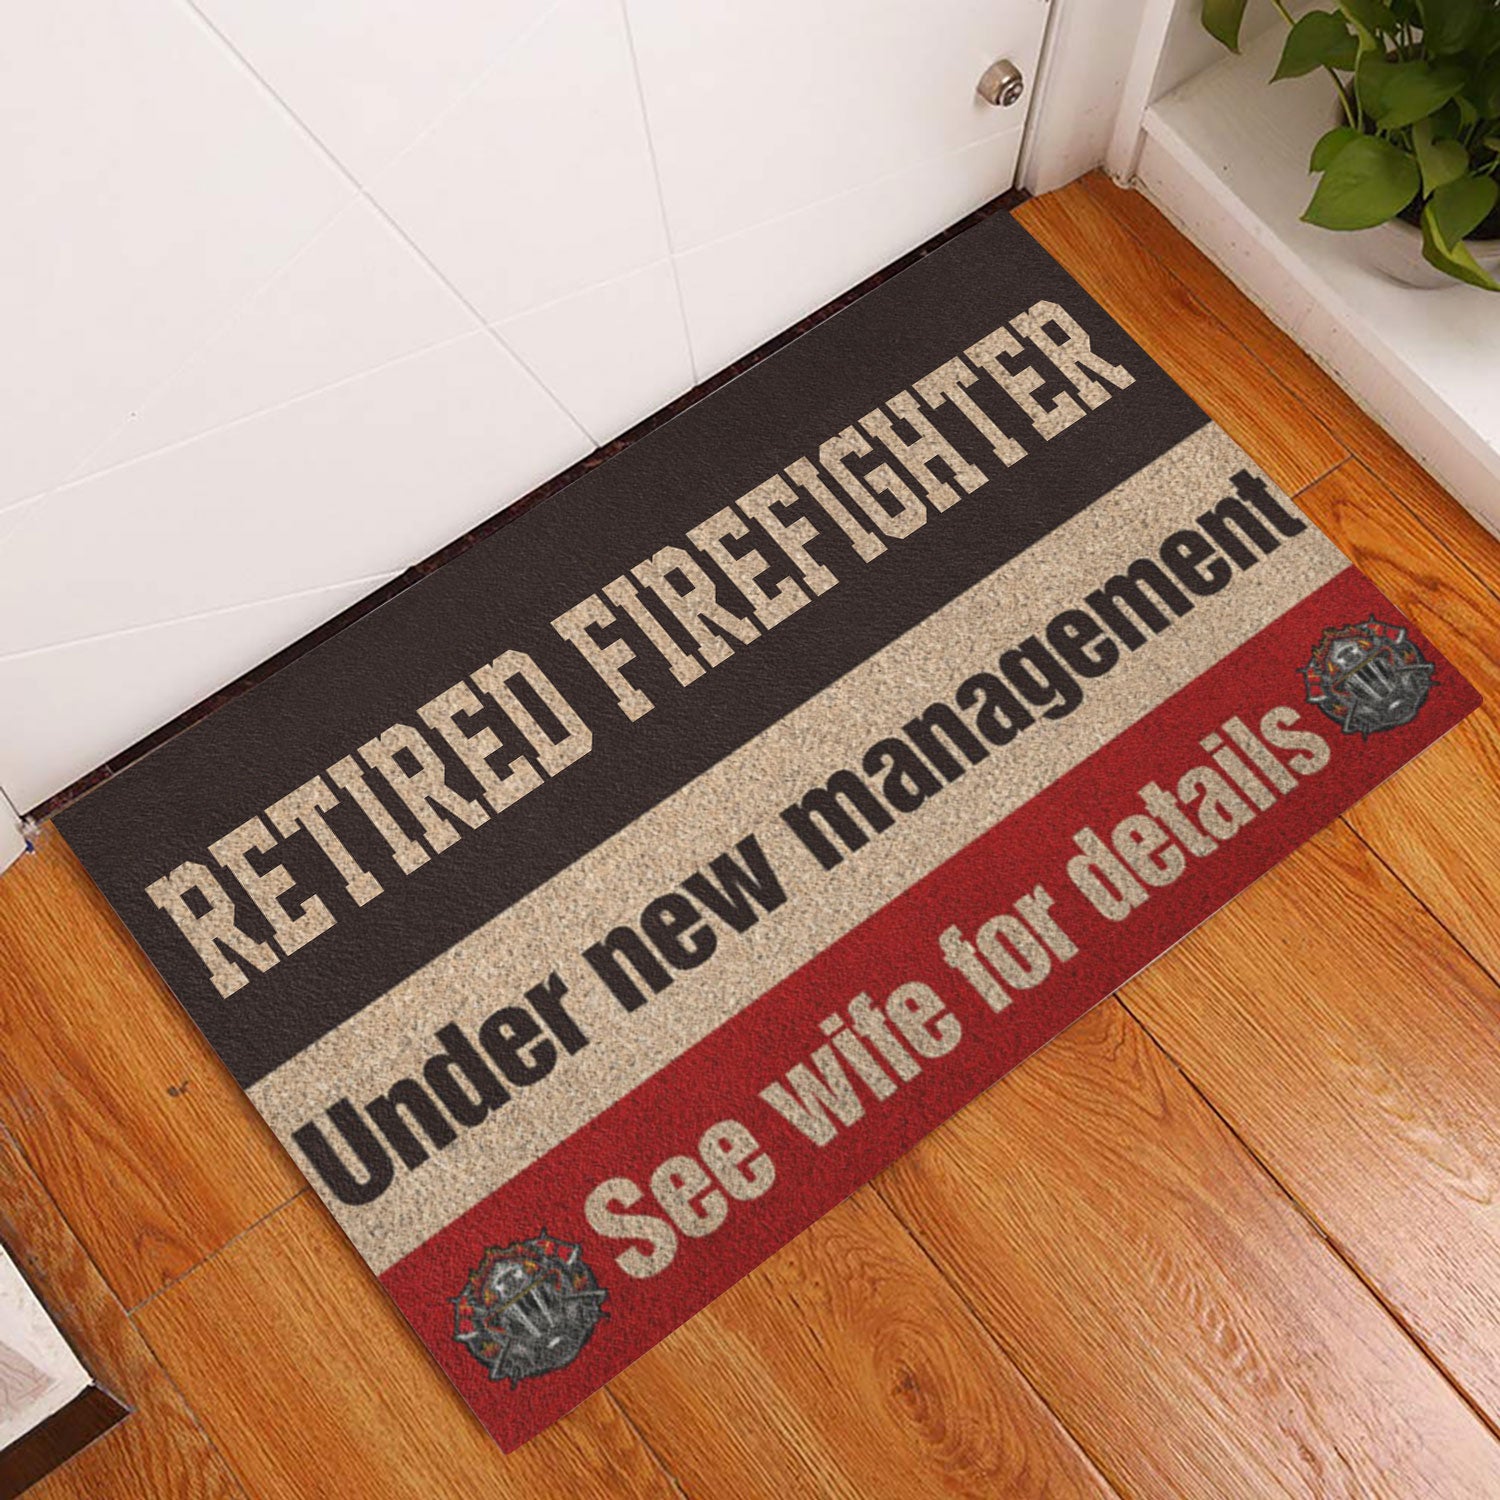 RETIRED FIREFIGHTER
Under new management
See wife for details